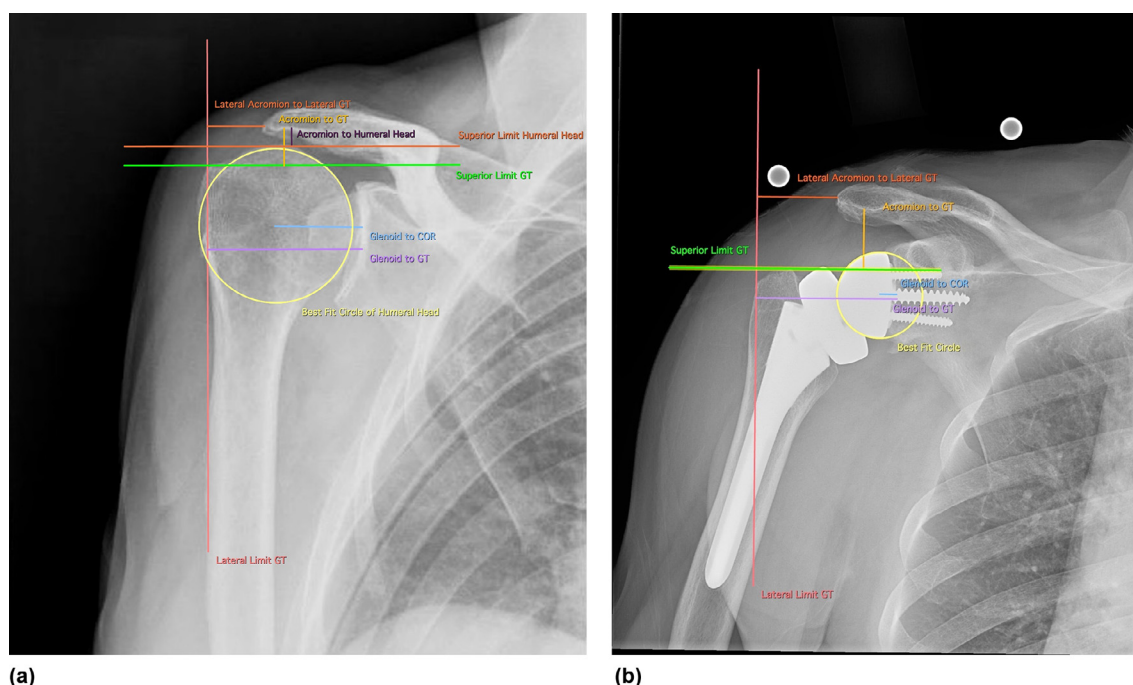 Lateral Acromion to Lateral GT
Acromion to GT
Acromion to Humeral Head
Superior Limit Humeral Head
Superior Limit GT
Glenoid to COR
Glenoid to GT
Best Fit Circle of Humeral Head
Lateral Limit GT
(a)
Lateral Acromion to Lateral GT
Acromion to GT
Superior Limit GT
Glenoid to COR
Glenoid to GT
Best Fit Circle
Lateral Limit GT
(b)